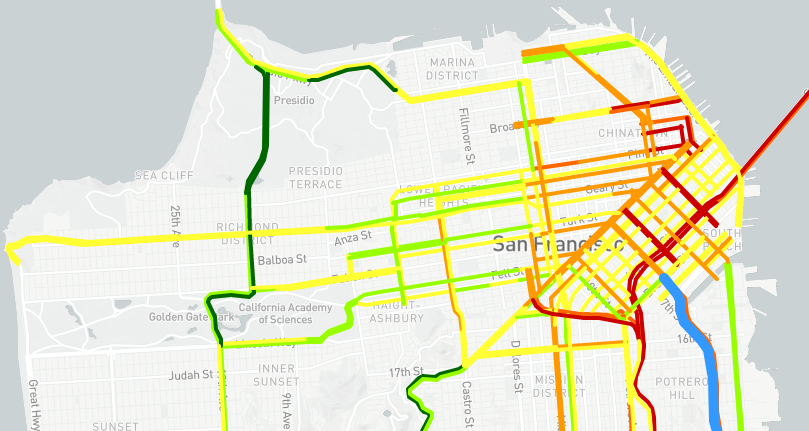 MARINA
DISTRICT
Presidio
Fillmore St
Broa
CHINAT
SEA CLIFF
PRESIDIO
TERRACE
LOWER PACIFIC
HEIGHTS
Geary St
25th Ave
RICHMOND
DISTRICT
Anza St
Turk St
San Francisco
SOUTH
Balboa St
Fell St
Golden Gate Park
California Academy
of Sciences
HAIGHT-
ASHBURY
7th St
16th St
Judah St
INNER
SUNSET
17th St
Great Hwy
9th Ave
Castro St
Dolores St
MISSION
DISTRICT
POTRERO
HILL
SUNSET